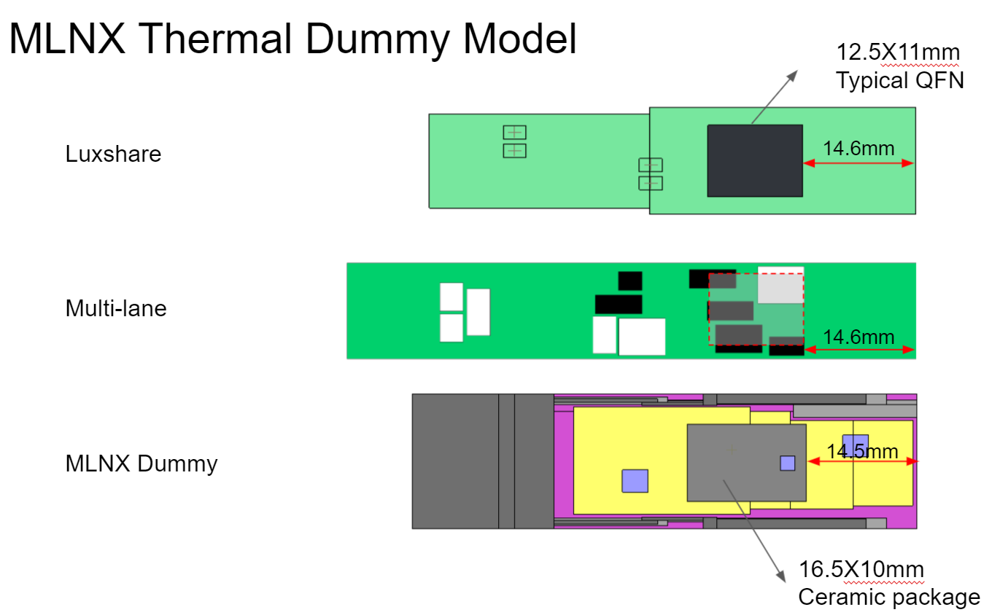 MLNX Thermal Dummy Model
12.5X11mm
Typical QFN
Luxshare
14.6mm
Multi-lane
14.6mm
MLNX Dummy
14.5mm
16.5X10mm
Ceramic package